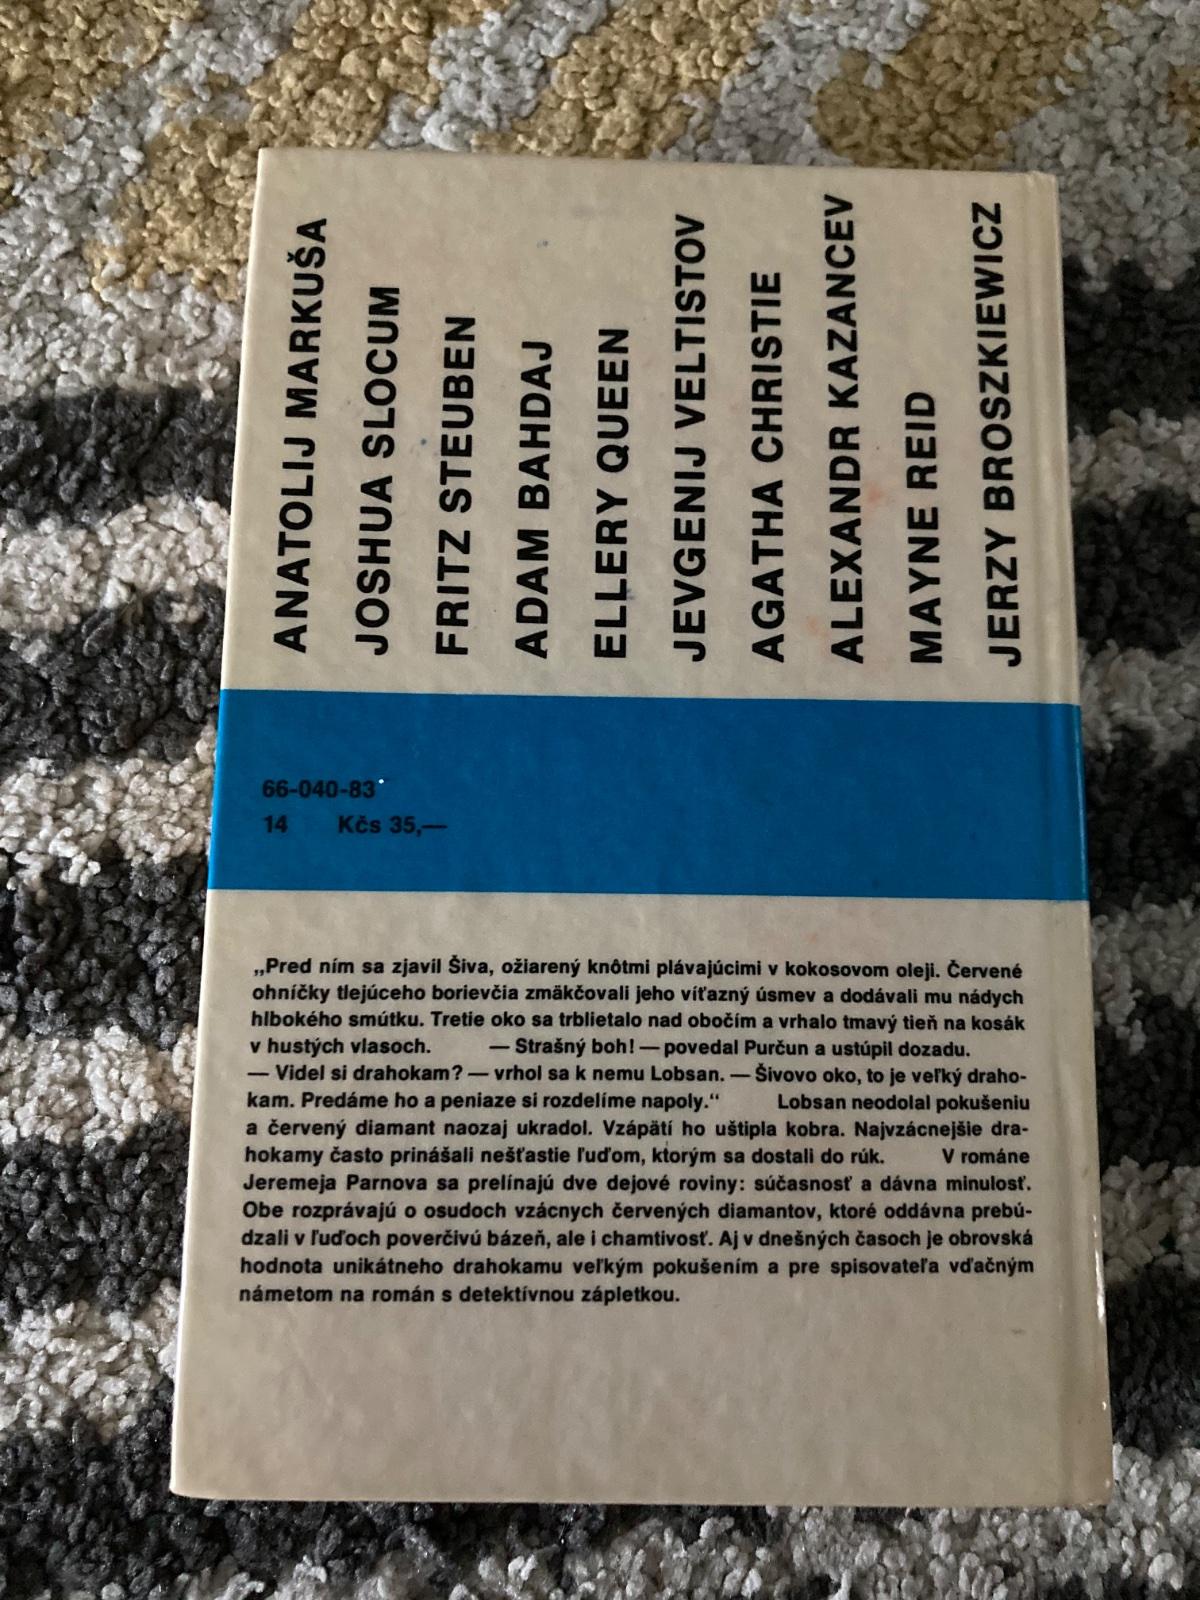 ANATOLIJ MARKUŠA
JOSHUA SLOCUM
FRITZ STEUBEN
ADAM BAHDAJ
ELLERY QUEEN
JEVGENIJ VELTISTOV
AGATHA CHRISTIE
ALEXANDR KAZANCEV
MAYNE REID
JERZY BROSZKIEWICZ
66-040-83
14 Kčs 35,—
„Pred ním sa zjavil Šiva, ožiarený knôtmi plávajúcimi v kokosovom oleji. Červené
ohníčky tlejúceho borievčia zmäkčovali jeho víťazný úsmev a dodávali mu nádych
hlbokého smútku. Tretie oko sa trblietalo nad obočím a vrhalo tmavý tieň na kosák
v hustých vlasoch. — Strašný boh! — povedal Purčun a ustúpil dozadu.
— Videl si drahokam? — vrhol sa k nemu Lobsan. — Šivovo oko, to je veľký draho-
kam. Predáme ho a peniaze si rozdelíme napoly.“ Lobsan neodolal pokušeniu
a červený diamant naozaj ukradol. Vzápätí ho uštipla kobra. Najvzácnejšie dra-
hokamy často prinášali nešťastie ľuďom, ktorým sa dostali do rúk. V románe
Jeremeja Parnova sa prelínajú dve dejové roviny: súčasnosť a dávna minulosť.
Obe rozprávajú o osudoch vzácnych červených diamantov, ktoré oddávna prebú-
dzali v ľuďoch poverčivú bázeň, ale i chamtivosť. Aj v dnešných časoch je obrovská
hodnota unikátneho drahokamu veľkým pokušením a pre spisovateľa vďačným
námetom na román s detektívnou zápletkou.